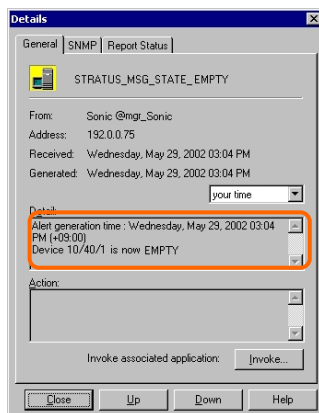 Details
General SNMP Report Status
STRATUS_MSG_STATE_EMPTY
From: Sonic @mgr_Sonic
Address: 192.0.0.75
Received: Wednesday, May 29, 2002 03:04 PM
Generated: Wednesday, May 29, 2002 03:04 PM
your time
Detail:
Alert generation time : Wednesday, May 29, 2002 03:04
PM (+09:00)
Device 10/40/1 is now EMPTY
Action:
Invoke associated application: Invoke...
Close Up Down Help